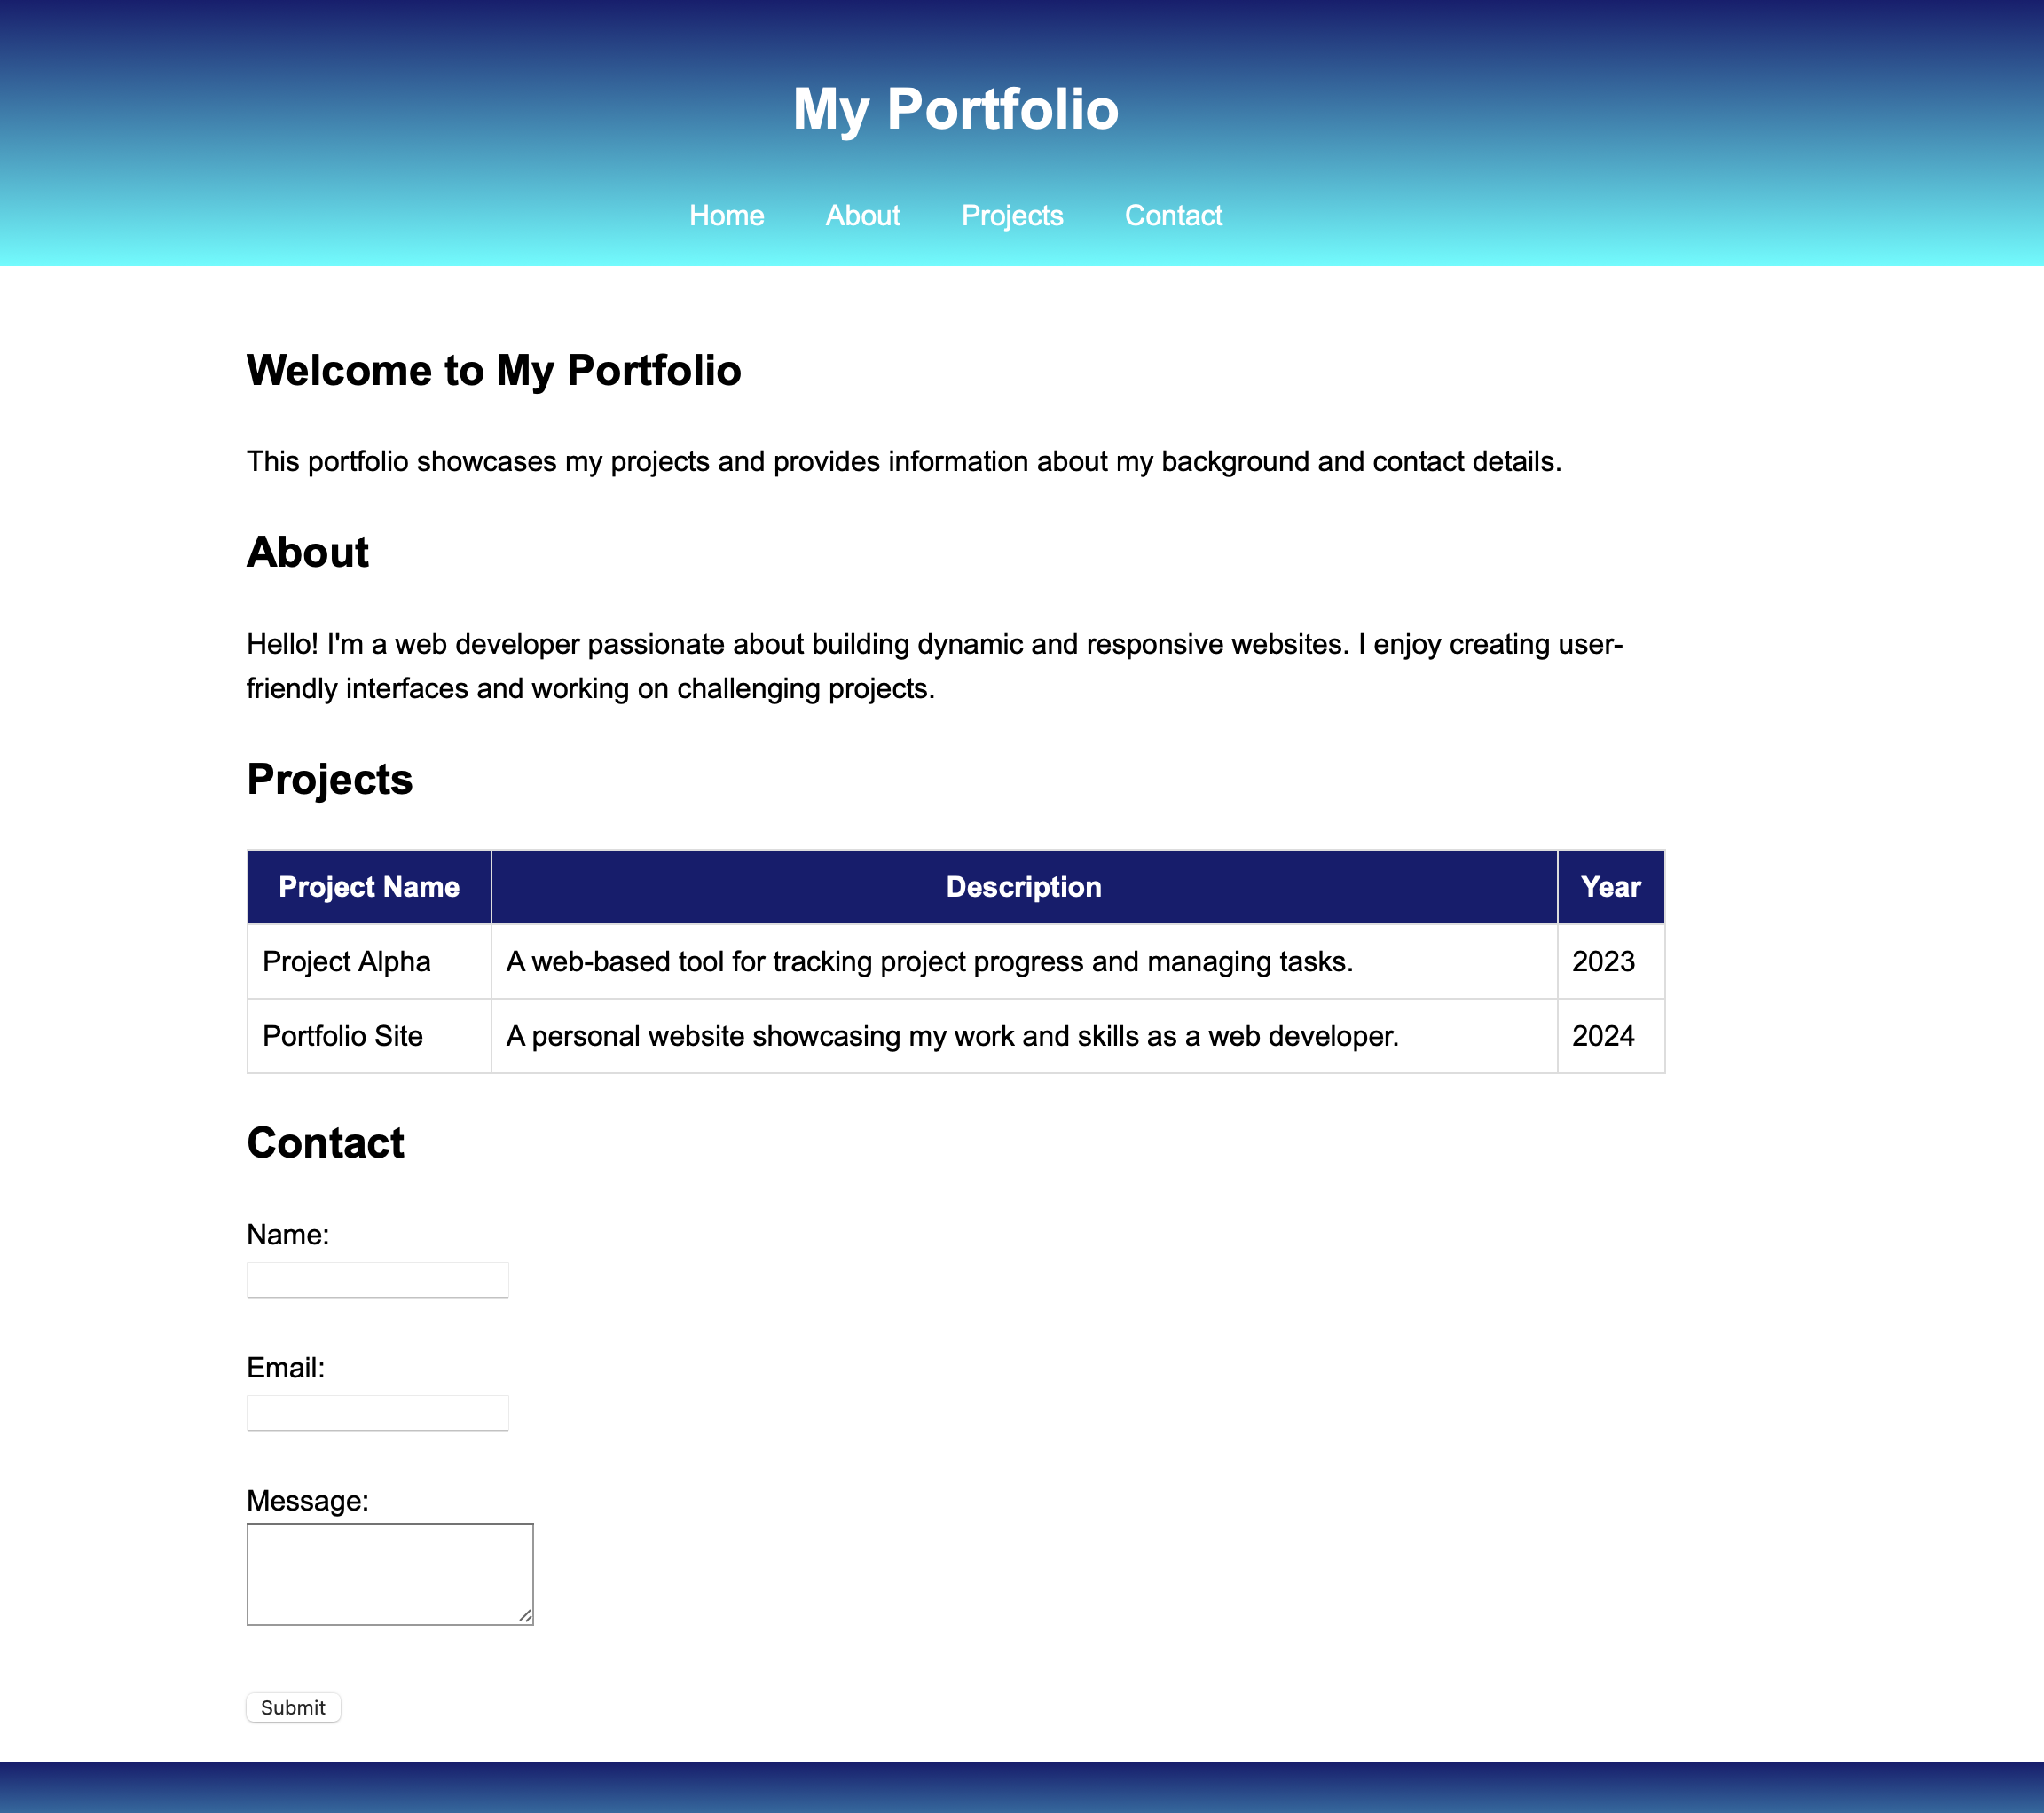 My Portfolio
Home About Projects Contact
Welcome to My Portfolio
This portfolio showcases my projects and provides information about my background and contact details.
About
Hello! I'm a web developer passionate about building dynamic and responsive websites. I enjoy creating user-
friendly interfaces and working on challenging projects.
Projects
Project Name Description Year
Project Alpha A web-based tool for tracking project progress and managing tasks. 2023
Portfolio Site A personal website showcasing my work and skills as a web developer. 2024
Contact
Name:
Email:
Message:
Submit